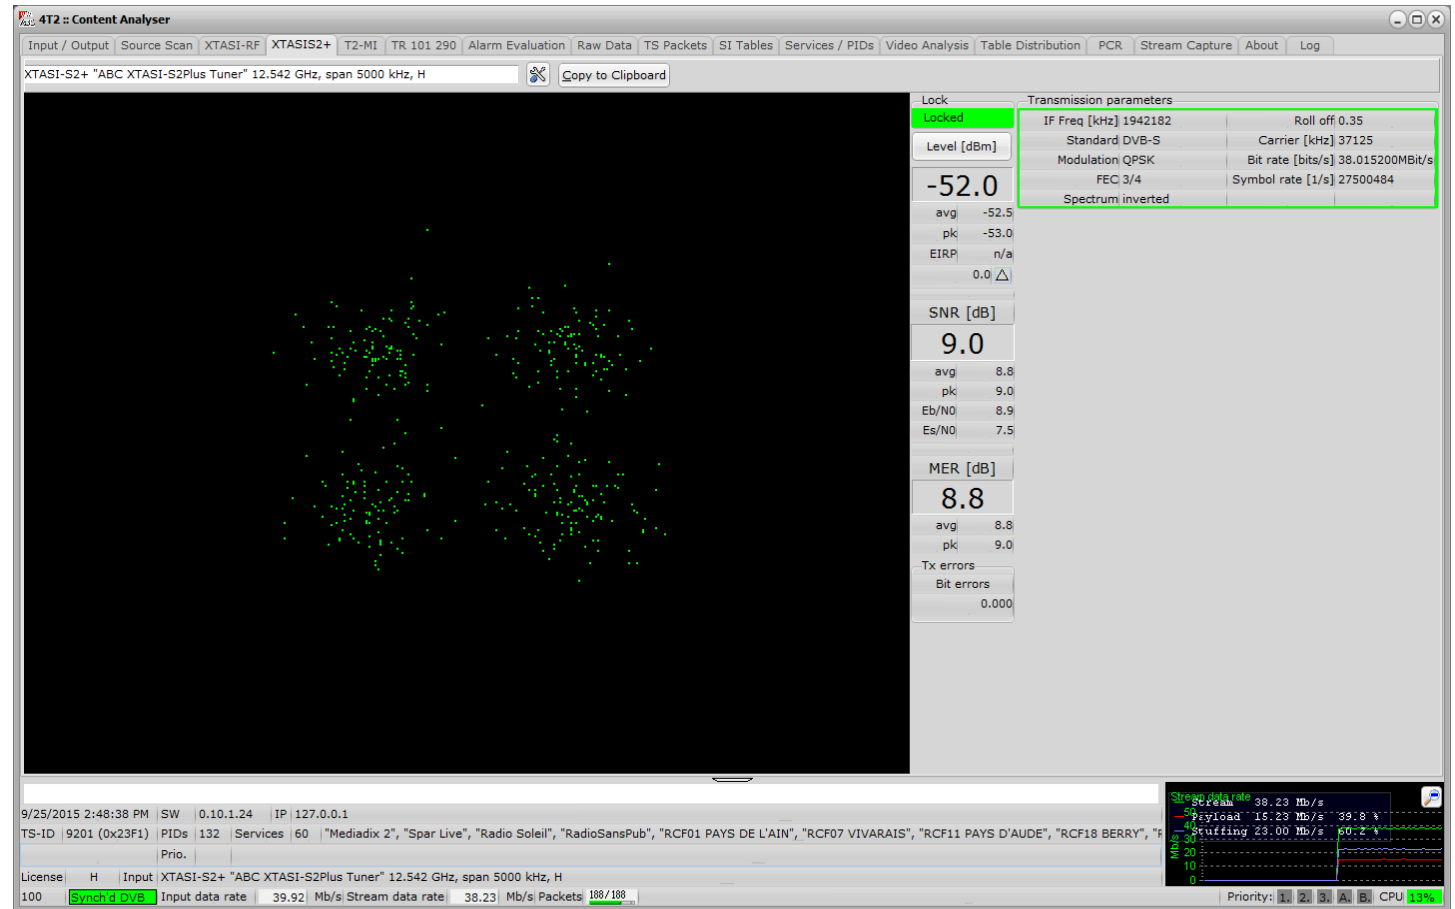 4T2 :: Content Analyser
Input / Output Source Scan XTASI-RF XTASIS2+ T2-MI TR 101 290 Alarm Evaluation Raw Data TS Packets SI Tables Services / PIDs Video Analysis Table Distribution PCR Stream Capture About Log
XTASI-S2+ "ABC XTASI-S2Plus Tuner" 12.542 GHz, span 5000 kHz, H Copy to Clipboard
Lock
Locked
Level [dBm]
-52.0
avg -52.5
pk -53.0
EIRP n/a
0.0
SNR [dB]
9.0
avg 8.8
pk 9.0
Eb/N0 8.9
Es/N0 7.5
MER [dB]
8.8
avg 8.8
pk 9.0
Tx errors
Bit errors
0.000
Transmission parameters
IF Freq [kHz] 1942182 Roll off 0.35
Standard DVB-S Carrier [kHz] 37125
Modulation QPSK Bit rate [bits/s] 38.015200MBit/s
FEC 3/4 Symbol rate [1/s] 27500484
Spectrum inverted
9/25/2015 2:48:38 PM SW 0.10.1.24 IP 127.0.0.1
TS-ID 9201 (0x23F1) PIDs 132 Services 60 "Mediadix 2", "Spar Live", "Radio Soleil", "RadioSansPub", "RCF01 PAYS DE L'AIN", "RCF07 VIVARAIS", "RCF11 PAYS D'AUDE", "RCF18 BERRY", "F
Prio.
License H Input XTASI-S2+ "ABC XTASI-S2Plus Tuner" 12.542 GHz, span 5000 kHz, H
100 Synch'd DVB Input data rate 39.92 Mb/s Stream data rate 38.23 Mb/s Packets 188/188
Stream data rate
Stream 38.23 Mb/s
Payload 15.23 Mb/s 39.8 %
Stuffing 23.00 Mb/s 60.2 %
Mb/s
50
40
30
20
10
0
Priority: 1. 2. 3. A. B. CPU 13%